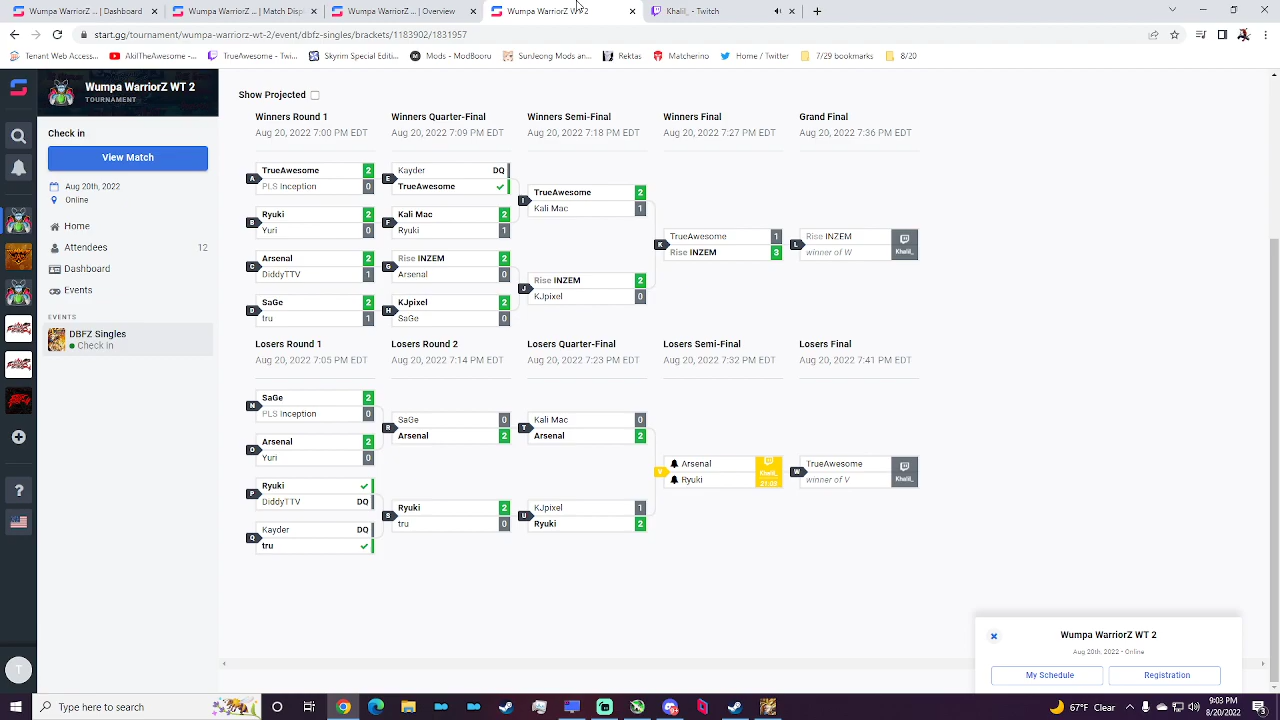 Wumpa WarriorZ ... | Dashboard
Wumpa WarriorZ ... | Match Disp
Wumpa WarriorZ ... | Overview
Wumpa WarriorZ WT 2
Khalil_ - Twitch
start.gg/tournament/wumpa-warriorz-wt-2/event/dbfz-singles/brackets/1183902/1831957
Tenant Web Access...
AkilTheAwesome -...
TrueAwesome - Twi...
Skyrim Special Edition...
Mods - Modbooru
Sunleong Mods an...
Rektas
Matcherino
Home / Twitter
7/29 bookmarks
8/20
Wumpa WarriorZ WT 2
TOURNAMENT
Check in
View Match
Aug 20th, 2022
Online
Home
Attendees 12
Dashboard
Events
EVENTS
DBFZ Singles
Check in
Show Projected
Winners Round 1
Aug 20, 2022 7:00 PM EDT
Winners Quarter-Final
Aug 20, 2022 7:09 PM EDT
Winners Semi-Final
Aug 20, 2022 7:18 PM EDT
Winners Final
Aug 20, 2022 7:27 PM EDT
Grand Final
Aug 20, 2022 7:36 PM EDT
A
TrueAwesome 2
PLS Inception 0
B
Ryuki 2
Yuri 0
C
Arsenal 2
DiddyTTV 1
D
SaGe 2
tru 1
E
Kayder DQ
TrueAwesome
F
Kali Mac 2
Ryuki 1
G
Rise INZEM 2
Arsenal 0
H
KJpixel 2
SaGe 0
I
TrueAwesome 2
Kali Mac 1
J
Rise INZEM 2
KJpixel 0
K
TrueAwesome 1
Rise INZEM 3
L
Rise INZEM
winner of W
Khalil_
Losers Round 1
Aug 20, 2022 7:05 PM EDT
Losers Round 2
Aug 20, 2022 7:14 PM EDT
Losers Quarter-Final
Aug 20, 2022 7:23 PM EDT
Losers Semi-Final
Aug 20, 2022 7:32 PM EDT
Losers Final
Aug 20, 2022 7:41 PM EDT
N
SaGe 2
PLS Inception 0
O
Arsenal 2
Yuri 0
P
Ryuki
DiddyTTV DQ
Q
Kayder DQ
tru
R
SaGe 0
Arsenal 2
S
Ryuki 2
tru 0
T
Kali Mac 0
Arsenal 2
U
KJpixel 1
Ryuki 2
V
Arsenal
Ryuki
Khalil_
21:03
W
TrueAwesome
winner of V
Khalil_
Wumpa WarriorZ WT 2
Aug 20th, 2022 - Online
My Schedule
Registration
?
T
Type here to search
67°F Clear
9:03 PM
8/20/2022